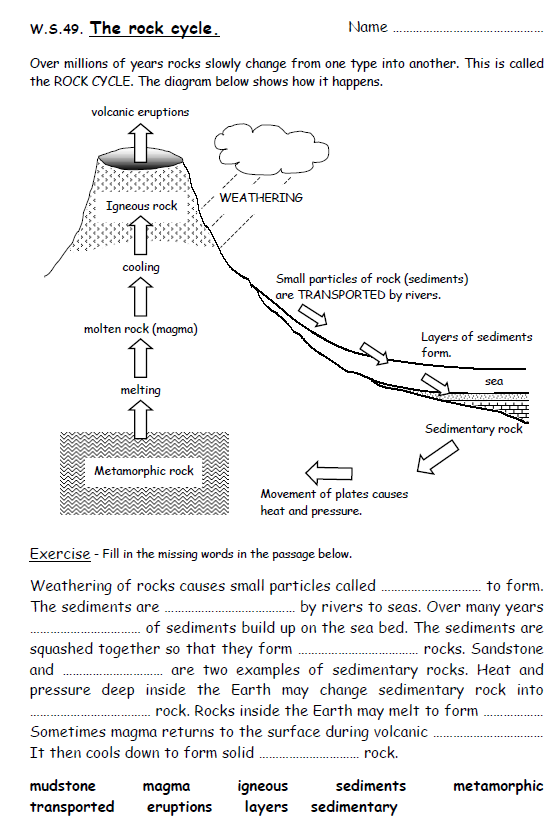 W.S.49. The rock cycle. Name ..........................................
Over millions of years rocks slowly change from one type into another. This is called
the ROCK CYCLE. The diagram below shows how it happens.
volcanic eruptions
WEATHERING
Igneous rock
cooling
Small particles of rock (sediments)
are TRANSPORTED by rivers.
molten rock (magma)
Layers of sediments
form.
sea
melting
Sedimentary rock
Metamorphic rock
Movement of plates causes
heat and pressure.
Exercise - Fill in the missing words in the passage below.
Weathering of rocks causes small particles called .............................. to form.
The sediments are ...................................... by rivers to seas. Over many years
................................ of sediments build up on the sea bed. The sediments are
squashed together so that they form ................................... rocks. Sandstone
and ............................. are two examples of sedimentary rocks. Heat and
pressure deep inside the Earth may change sedimentary rock into
................................... rock. Rocks inside the Earth may melt to form ..................
Sometimes magma returns to the surface during volcanic ................................
It then cools down to form solid ............................. rock.
mudstone magma igneous sediments metamorphic
transported eruptions layers sedimentary